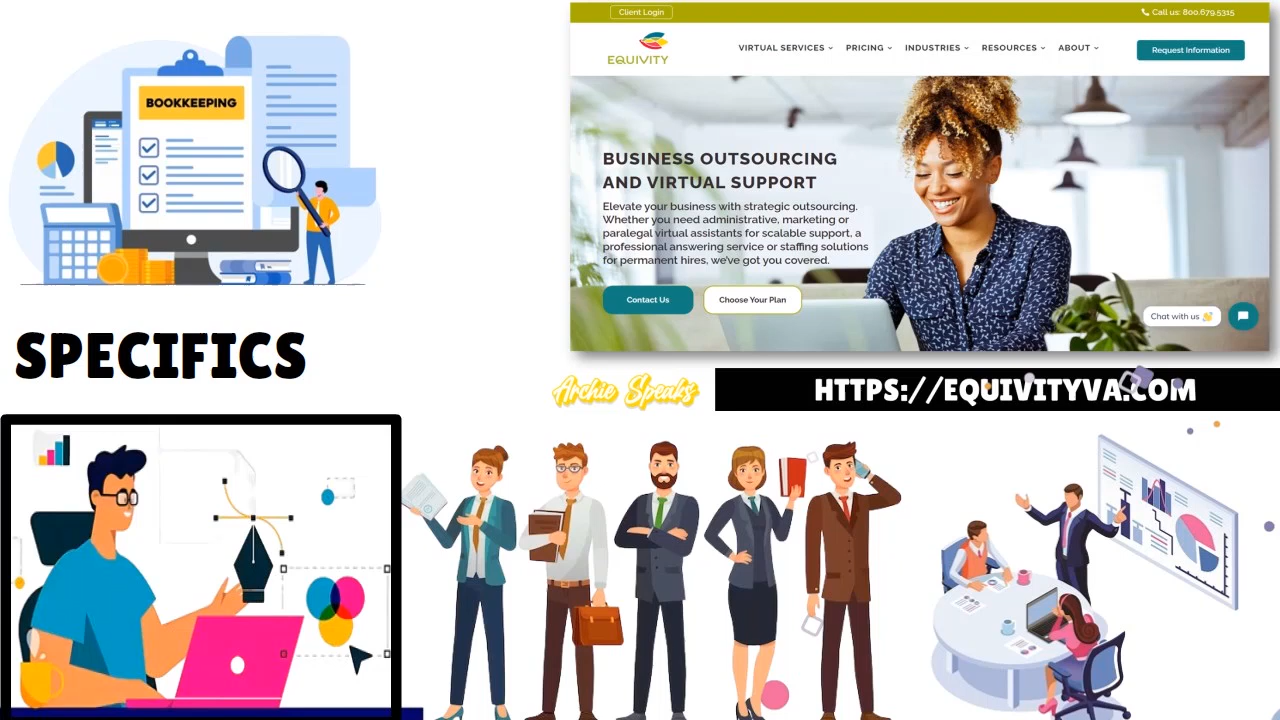 BOOKKEEPING
SPECIFICS
Client Login
Call us: 800.679.5315
EQUIVITY
VIRTUAL SERVICES PRICING INDUSTRIES RESOURCES ABOUT
Request Information
BUSINESS OUTSOURCING
AND VIRTUAL SUPPORT
Elevate your business with strategic outsourcing.
Whether you need administrative, marketing or
paralegal virtual assistants for scalable support, a
professional answering service or staffing solutions
for permanent hires, we've got you covered.
Contact Us
Choose Your Plan
Chat with us 👋
Archie Speaks
HTTPS://EQUIVITYVA.COM